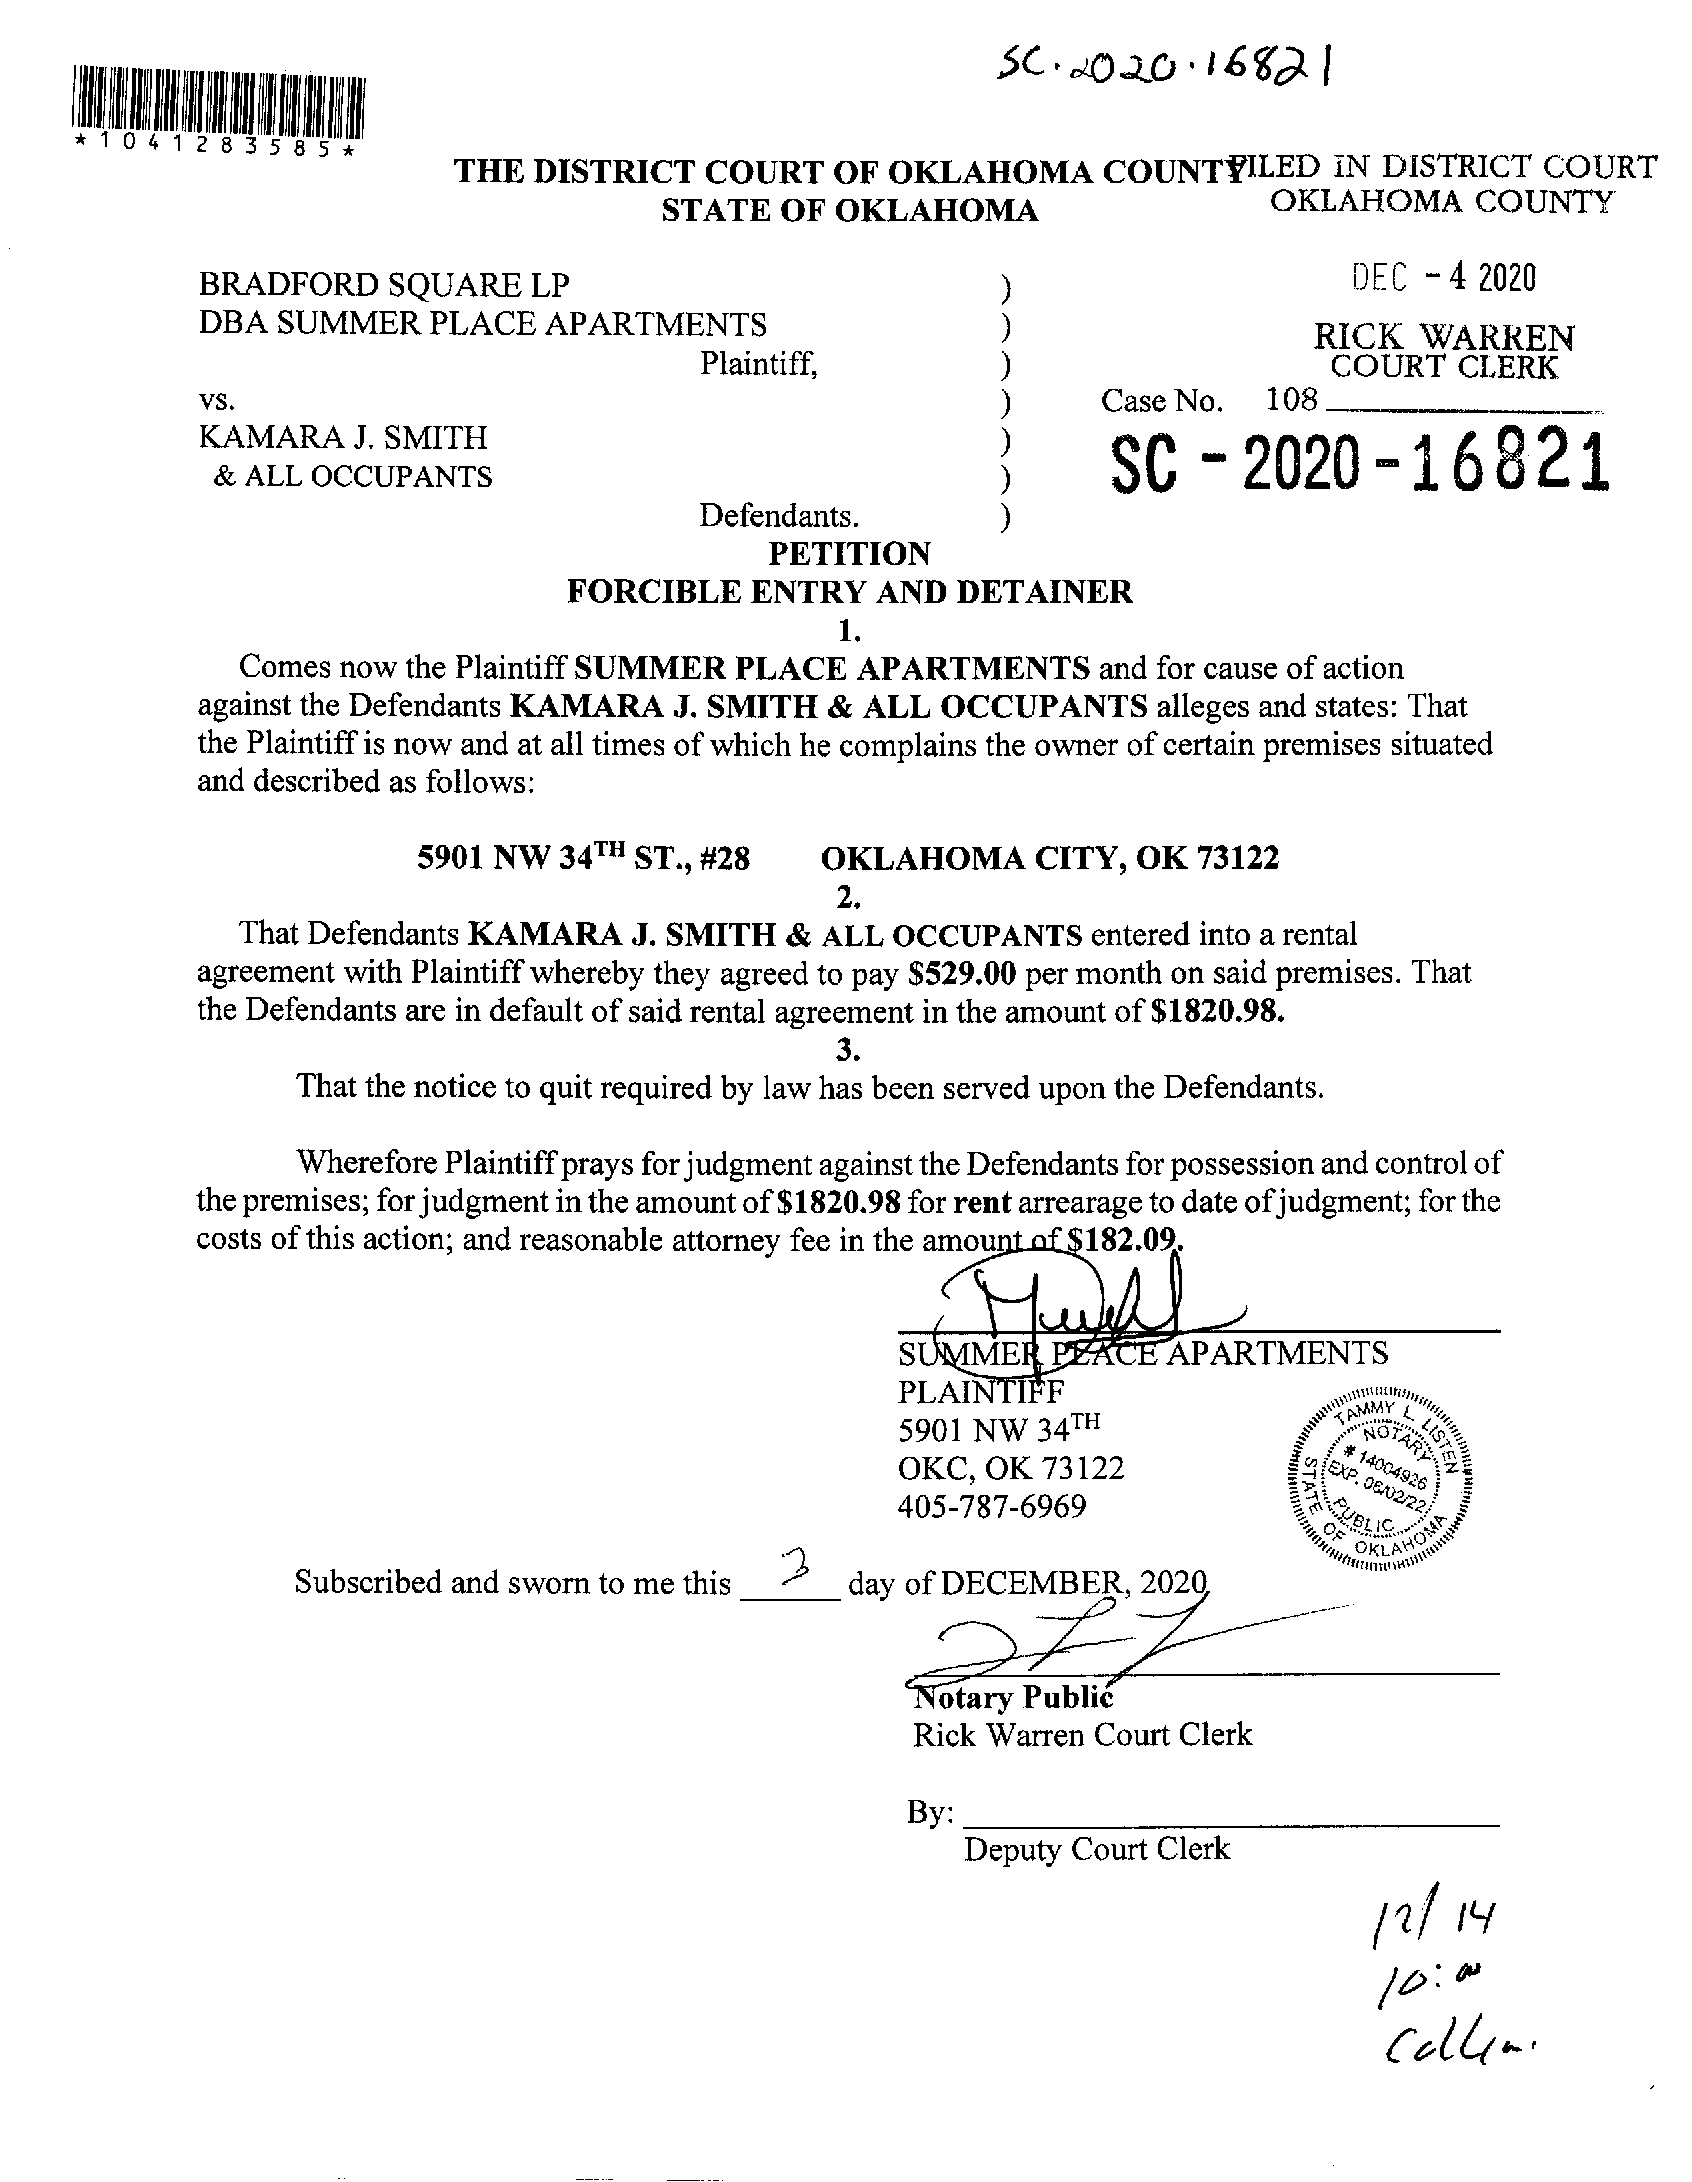 SC·2020·16821
*1041283585*
THE DISTRICT COURT OF OKLAHOMA COUNTY
STATE OF OKLAHOMA
FILED IN DISTRICT COURT
OKLAHOMA COUNTY
DEC -4 2020
RICK WARREN
COURT CLERK
BRADFORD SQUARE LP )
DBA SUMMER PLACE APARTMENTS )
Plaintiff, )
vs. ) Case No. 108
KAMARA J. SMITH ) SC-2020-16821
& ALL OCCUPANTS )
Defendants. )
PETITION
FORCIBLE ENTRY AND DETAINER
1.
Comes now the Plaintiff SUMMER PLACE APARTMENTS and for cause of action
against the Defendants KAMARA J. SMITH & ALL OCCUPANTS alleges and states: That
the Plaintiff is now and at all times of which he complains the owner of certain premises situated
and described as follows:
5901 NW 34TH ST., #28 OKLAHOMA CITY, OK 73122
2.
That Defendants KAMARA J. SMITH & ALL OCCUPANTS entered into a rental
agreement with Plaintiff whereby they agreed to pay $529.00 per month on said premises. That
the Defendants are in default of said rental agreement in the amount of $1820.98.
3.
That the notice to quit required by law has been served upon the Defendants.
Wherefore Plaintiff prays for judgment against the Defendants for possession and control of
the premises; for judgment in the amount of $1820.98 for rent arrearage to date of judgment; for the
costs of this action; and reasonable attorney fee in the amount of $182.09.
SUMMER PLACE APARTMENTS
PLAINTIFF
5901 NW 34TH
OKC, OK 73122
405-787-6969
TAMMY L. LISTEN
NOTARY
# 14004926
EXP. 06/02/22
PUBLIC
STATE OF OKLAHOMA
Subscribed and sworn to me this 3 day of DECEMBER, 2020
Notary Public
Rick Warren Court Clerk
By:
Deputy Court Clerk
12/14
10:00